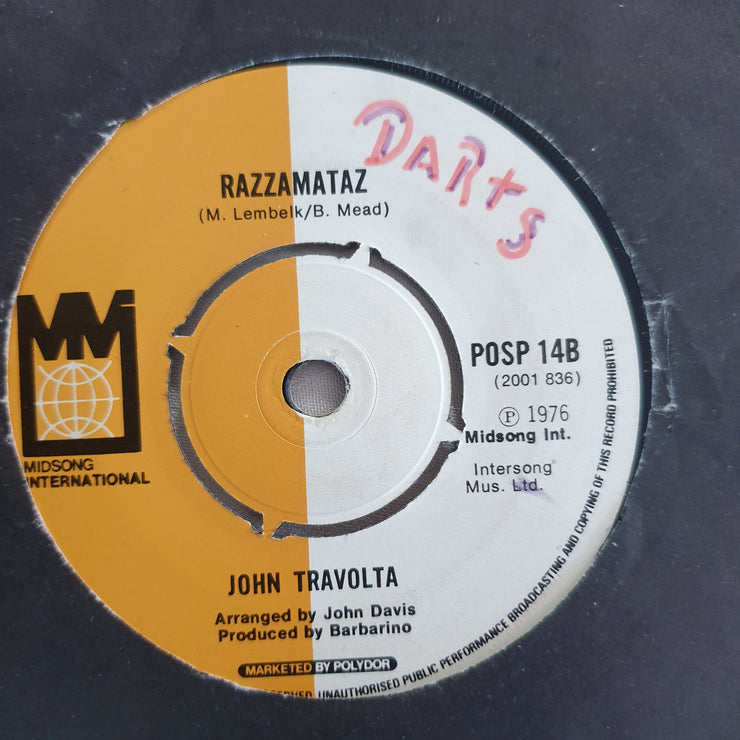 DARTS
RAZZAMATAZ
(M. Lembelk/B. Mead)
MM
MIDSONG
INTERNATIONAL
POSP 14B
(2001 836)
Ⓟ 1976
Midsong Int.
Intersong
Mus. Ltd.
JOHN TRAVOLTA
Arranged by John Davis
Produced by Barbarino
MARKETED BY POLYDOR
UNAUTHORISED PUBLIC PERFORMANCE BROADCASTING AND COPYING OF THIS RECORD PROHIBITED